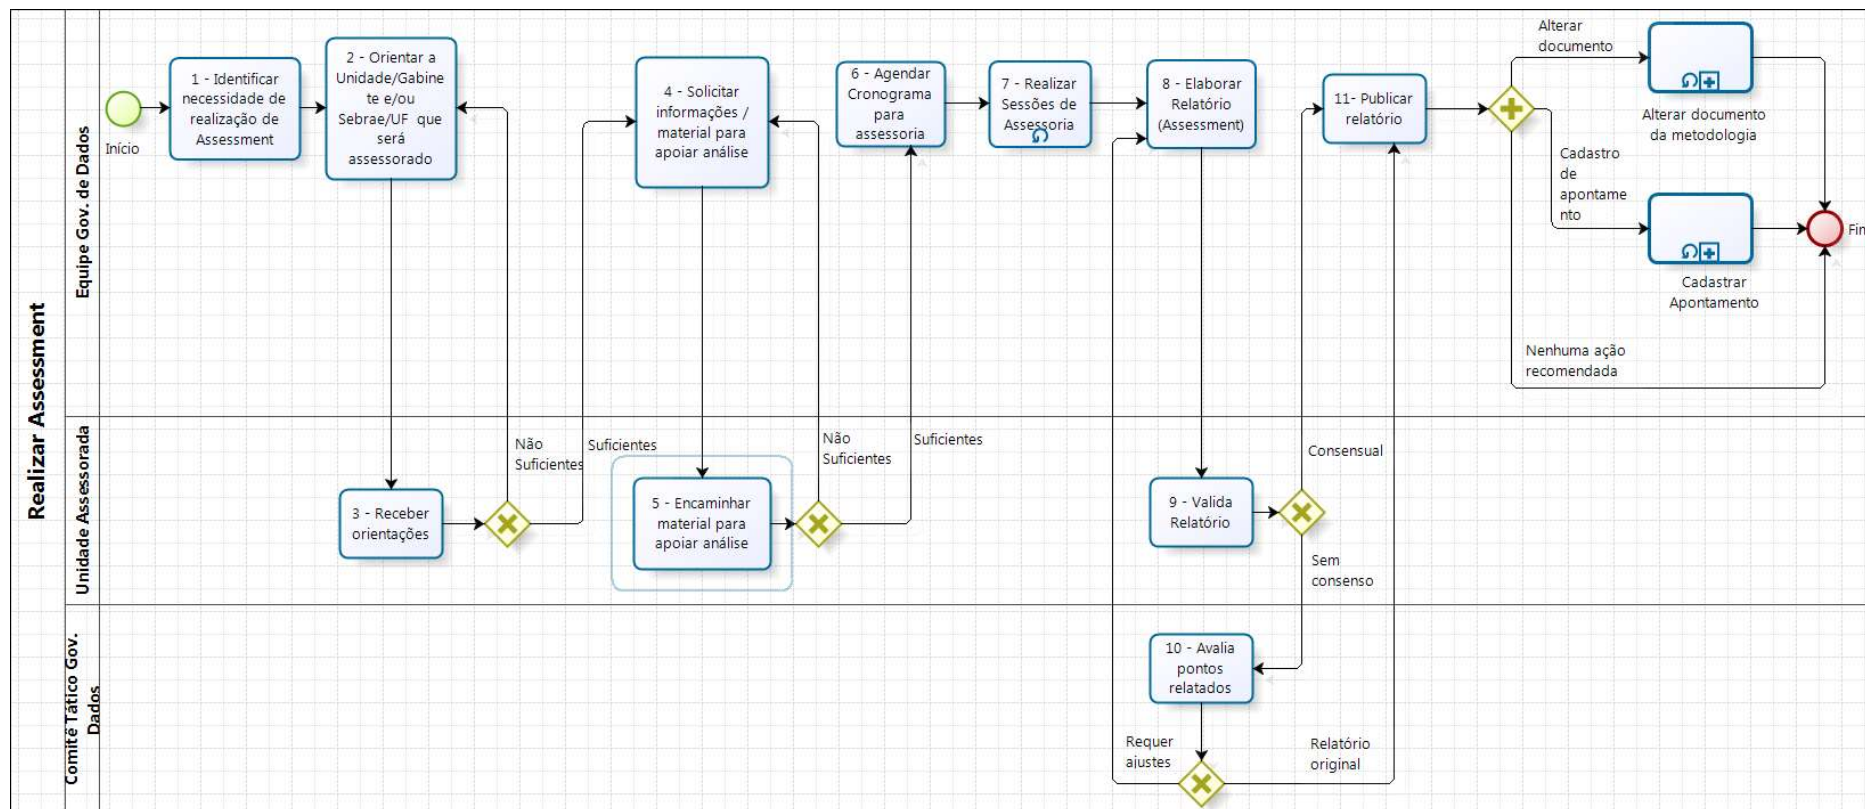 Realizar Assessment
Equipe Gov. de Dados
Início
1 - Identificar
necessidade de
realização de
Assessment
2 - Orientar a
Unidade/Gabine
te e/ou
Sebrae/UF que
será
assessorado
4 - Solicitar
informações /
material para
apoiar análise
6 - Agendar
Cronograma
para
assessoria
7 - Realizar
Sessões de
Assessoria
8 - Elaborar
Relatório
(Assessment)
11- Publicar
relatório
Alterar
documento
Alterar documento
da metodologia
Cadastro
de
apontame
nto
Cadastrar
Apontamento
Fin
Nenhuma ação
recomendada
Unidade Assessorada
3 - Receber
orientações
Não
Suficientes
Suficientes
5 - Encaminhar
material para
apoiar análise
Não
Suficientes
Suficientes
9 - Valida
Relatório
Consensual
Sem
consenso
Comitê Tático Gov.
Dados
10 - Avalia
pontos
relatados
Requer
ajustes
Relatório
original